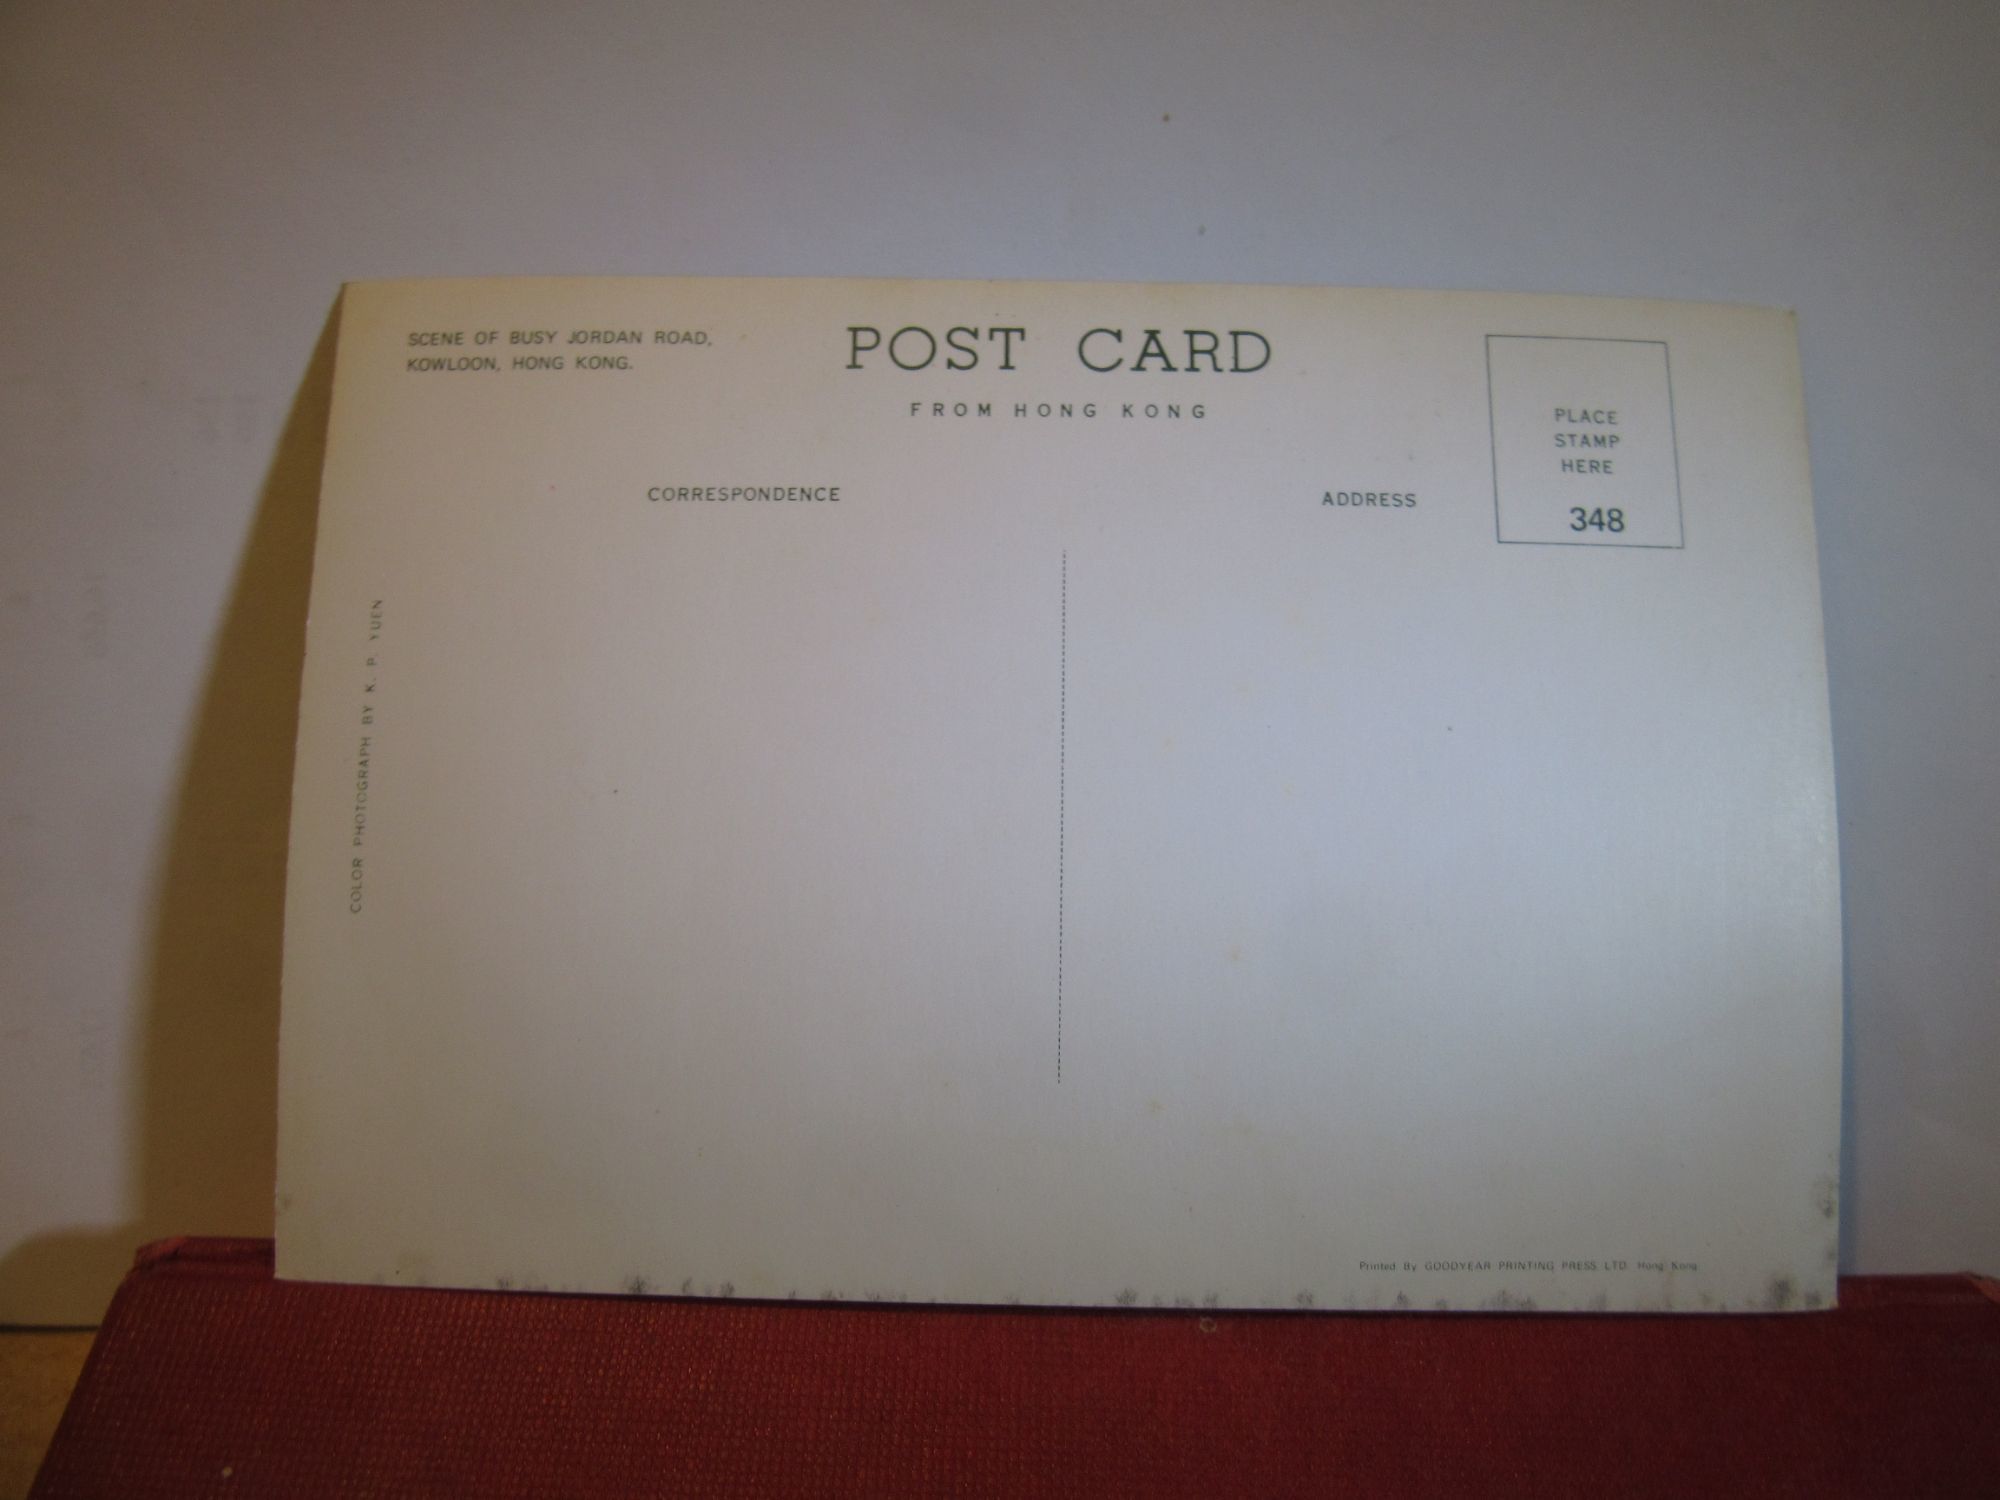 SCENE OF BUSY JORDAN ROAD,
KOWLOON, HONG KONG.
POST CARD
FROM HONG KONG
PLACE
STAMP
HERE
348
CORRESPONDENCE
ADDRESS
COLOR PHOTOGRAPH BY K. P. YUEN
Printed By GOODYEAR PRINTING PRESS LTD. Hong Kong